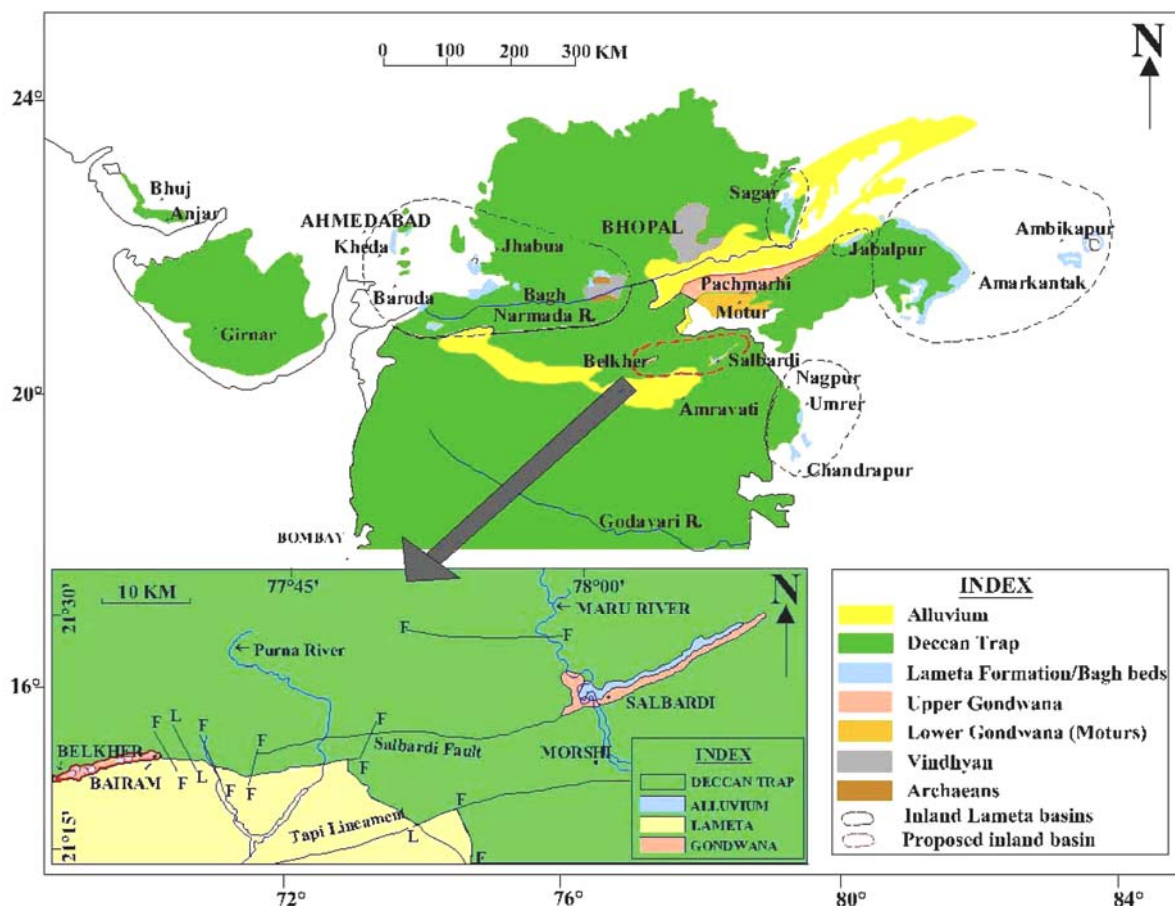 0 100 200 300 KM
N
24°
20°
16°
72° 76° 80° 84°
Bhuj
Anjar
AHMEDABAD
Kheda
Jhabua
BHOPAL
Sagar
Ambikapur
Jabalpur
Baroda
Bagh
Narmada R.
Pachmarhi
Motur
Amarkantak
Girnar
Belkher
Salbardi
Nagpur
Umrer
Amravati
Chandrapur
Godavari R.
BOMBAY
77°45' 78°00'
10 KM
N
21°30'
21°15'
MARU RIVER
Purna River
F F
SALBARDI
F L F F F
Salbardi Fault
MORSHI
BELKHER
BAIRAM
F L F F
F
F
Tapi Lineament
L
F
INDEX
DECCAN TRAP
ALLUVIUM
LAMETA
GONDWANA
INDEX
Alluvium
Deccan Trap
Lameta Formation/Bagh beds
Upper Gondwana
Lower Gondwana (Moturs)
Vindhyan
Archaeans
Inland Lameta basins
Proposed inland basin